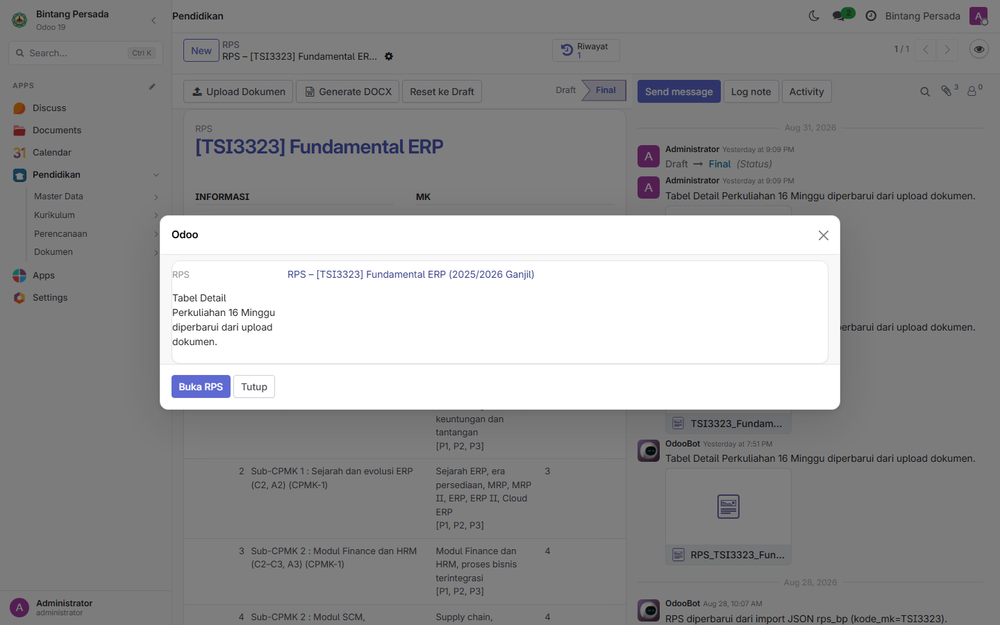 Bintang Persada
Odoo 19
Search...
Ctrl K
APPS
Discuss
Documents
31 Calendar
Pendidikan
Master Data
Kurikulum
Perencanaan
Dokumen
Apps
Settings
A
Administrator
administrator
Pendidikan
2
Bintang Persada
A
New
RPS
RPS – [TSI3323] Fundamental ER...
Riwayat
1
1 / 1
Upload Dokumen
Generate DOCX
Reset ke Draft
Draft
Final
Send message
Log note
Activity
3
0
RPS
[TSI3323] Fundamental ERP
INFORMASI
MK
Aug 31, 2026
A
Administrator Yesterday at 9:09 PM
Draft → Final (Status)
A
Administrator Yesterday at 9:09 PM
Tabel Detail Perkuliahan 16 Minggu diperbarui dari upload dokumen.
Odoo
RPS
RPS – [TSI3323] Fundamental ERP (2025/2026 Ganjil)
Tabel Detail
Perkuliahan 16 Minggu
diperbarui dari upload
dokumen.
Buka RPS
Tutup
erbarui dari upload dokumen.
keuntungan dan
tantangan
[P1, P2, P3]
2
Sub-CPMK 1 : Sejarah dan evolusi ERP
(C2, A2) (CPMK-1)
Sejarah ERP, era
persediaan, MRP, MRP
II, ERP, ERP II, Cloud
ERP
[P1, P2, P3]
3
3
Sub-CPMK 2 : Modul Finance dan HRM
(C2–C3, A3) (CPMK-1)
Modul Finance dan
HRM, proses bisnis
terintegrasi
[P1, P2, P3]
4
4
Sub-CPMK 2 : Modul SCM,
Supply chain,
4
TSI3323_Fundam...
OdooBot Yesterday at 7:51 PM
Tabel Detail Perkuliahan 16 Minggu diperbarui dari upload dokumen.
RPS_TSI3323_Fun...
Aug 28, 2026
OdooBot Aug 28, 10:07 AM
RPS diperbarui dari import JSON rps_bp (kode_mk=TSI3323).